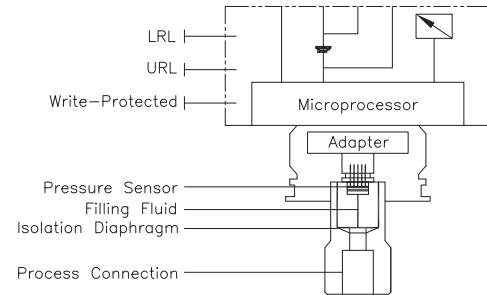 LRL
URL
Write-Protected
Microprocessor
Adapter
Pressure Sensor
Filling Fluid
Isolation Diaphragm
Process Connection